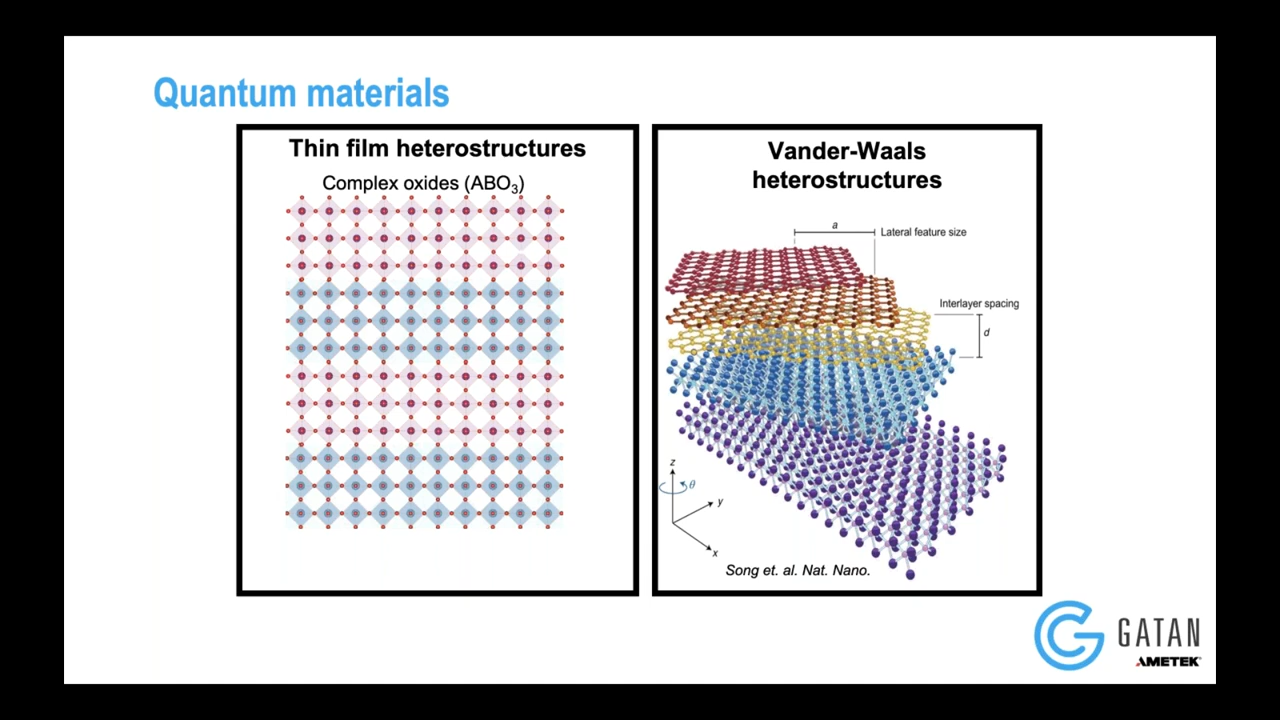 Quantum materials
Thin film heterostructures
Complex oxides (ABO₃)
Vander-Waals
heterostructures
a
Lateral feature size
Interlayer spacing
d
z
θ
y
x
Song et. al. Nat. Nano.
GATAN
AMETEK®